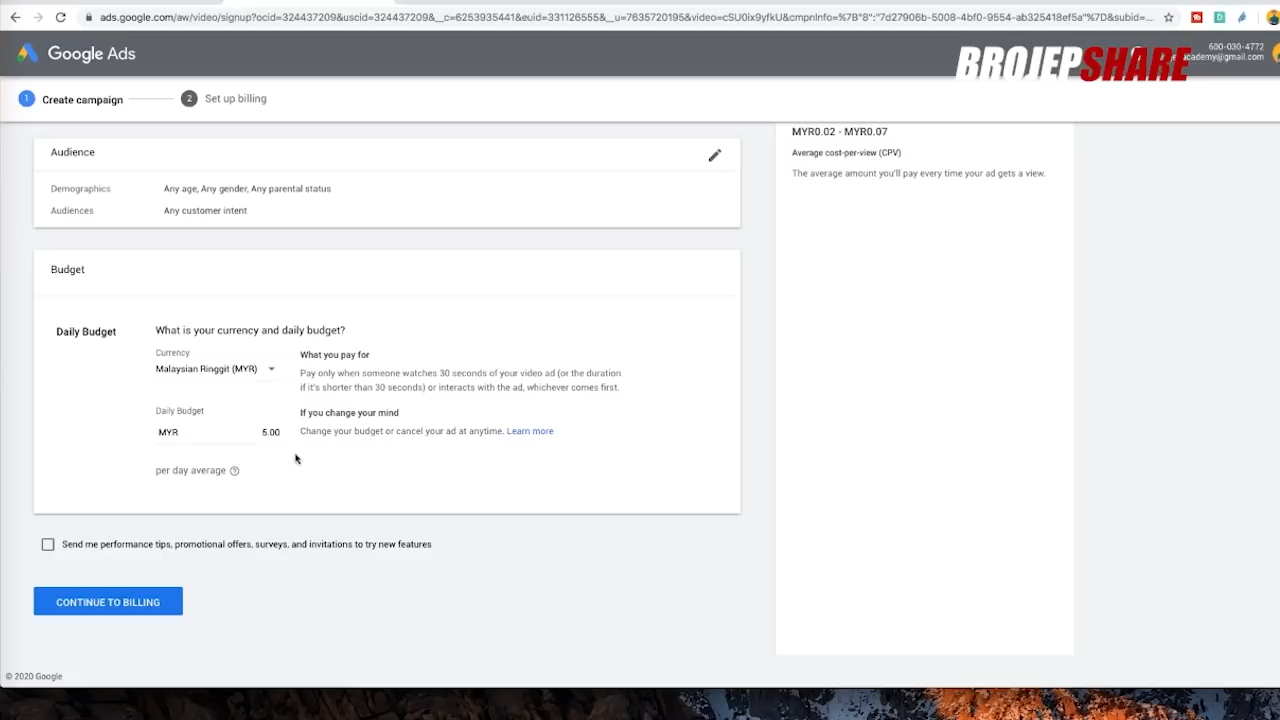 ads.google.com/aw/video/signup?ocid=324437209&uscid=324437209&__c=6253935641&euid=331126555&__u=7635720195&video=cSU0ix9yfkU&cmpnInfo=%7B"8":"7d27906b-5008-4bf0-9554-ab325418ef5a"%7D&subid=...
Google Ads
BROJEPSHARE
600-030-4772
academy@gmail.com
1 Create campaign
2 Set up billing
Audience
Demographics Any age, Any gender, Any parental status
Audiences Any customer intent
MYR0.02 - MYR0.07
Average cost-per-view (CPV)
The average amount you'll pay every time your ad gets a view.
Budget
Daily Budget
What is your currency and daily budget?
Currency
Malaysian Ringgit (MYR)
What you pay for
Pay only when someone watches 30 seconds of your video ad (or the duration
if it's shorter than 30 seconds) or interacts with the ad, whichever comes first.
Daily Budget
MYR 5.00
If you change your mind
Change your budget or cancel your ad at anytime. Learn more
per day average ?
Send me performance tips, promotional offers, surveys, and invitations to try new features
CONTINUE TO BILLING
© 2020 Google